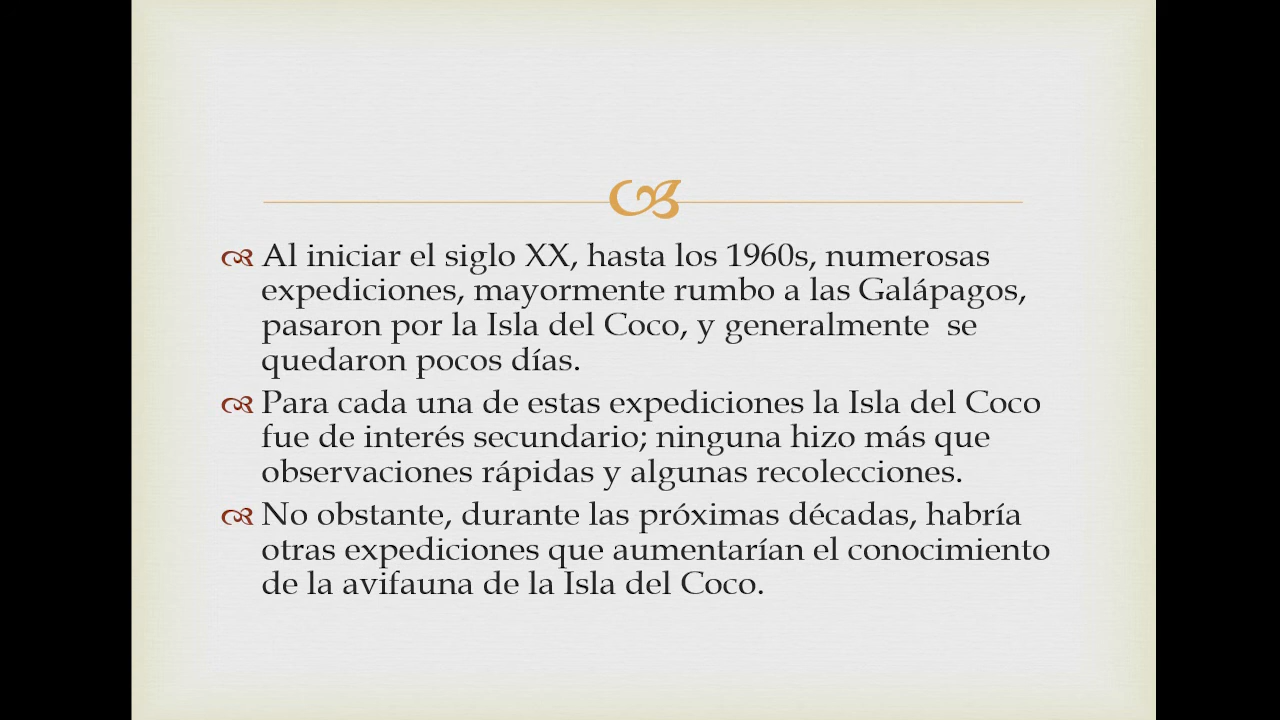 Al iniciar el siglo XX, hasta los 1960s, numerosas
expediciones, mayormente rumbo a las Galápagos,
pasaron por la Isla del Coco, y generalmente  se
quedaron pocos días.
Para cada una de estas expediciones la Isla del Coco
fue de interés secundario; ninguna hizo más que
observaciones rápidas y algunas recolecciones.
No obstante, durante las próximas décadas, habría
otras expediciones que aumentarían el conocimiento
de la avifauna de la Isla del Coco.